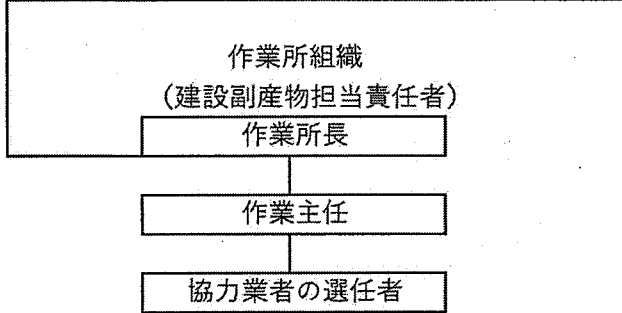 作業所組織
（建設副産物担当責任者）
作業所長
作業主任
協力業者の選任者